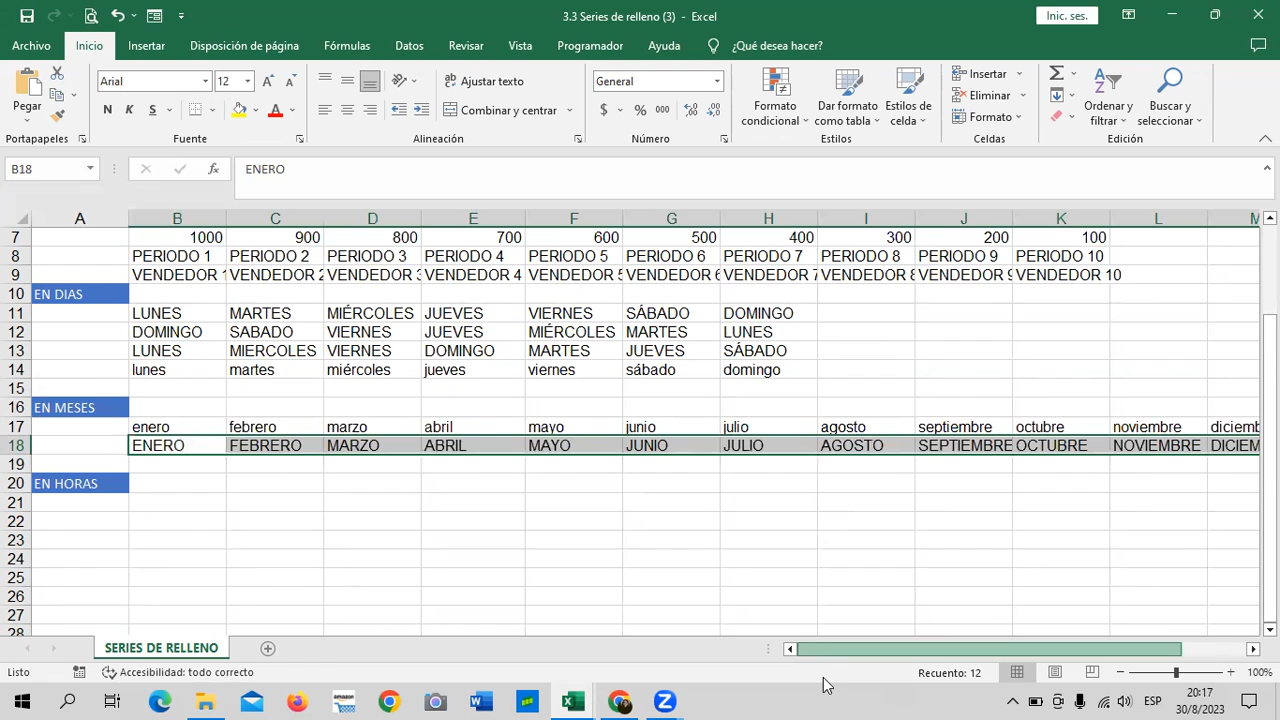 3.3 Series de relleno (3) - Excel
Inic. ses.
Archivo Inicio Insertar Disposición de página Fórmulas Datos Revisar Vista Programador Ayuda ¿Qué desea hacer?
Pegar
Arial 12
N K S
Ajustar texto
Combinar y centrar
General
$ % 000
Formato condicional
Dar formato como tabla
Estilos de celda
Insertar
Eliminar
Formato
Ordenar y filtrar
Buscar y seleccionar
Portapapeles Fuente Alineación Número Estilos Celdas Edición
B18 fx ENERO
A B C D E F G H I J K L M
7 1000 900 800 700 600 500 400 300 200 100
8 PERIODO 1 PERIODO 2 PERIODO 3 PERIODO 4 PERIODO 5 PERIODO 6 PERIODO 7 PERIODO 8 PERIODO 9 PERIODO 10
9 VENDEDOR 1 VENDEDOR 2 VENDEDOR 3 VENDEDOR 4 VENDEDOR 5 VENDEDOR 6 VENDEDOR 7 VENDEDOR 8 VENDEDOR 9 VENDEDOR 10
10 EN DIAS
11 LUNES MARTES MIÉRCOLES JUEVES VIERNES SÁBADO DOMINGO
12 DOMINGO SABADO VIERNES JUEVES MIÉRCOLES MARTES LUNES
13 LUNES MIERCOLES VIERNES DOMINGO MARTES JUEVES SÁBADO
14 lunes martes miércoles jueves viernes sábado domingo
15
16 EN MESES
17 enero febrero marzo abril mayo junio julio agosto septiembre octubre noviembre diciemb
18 ENERO FEBRERO MARZO ABRIL MAYO JUNIO JULIO AGOSTO SEPTIEMBRE OCTUBRE NOVIEMBRE DICIEM
19
20 EN HORAS
21
22
23
24
25
26
27
28
SERIES DE RELLENO
Listo Accesibilidad: todo correcto Recuento: 12 100%
amazon ESP 20:17
30/8/2023